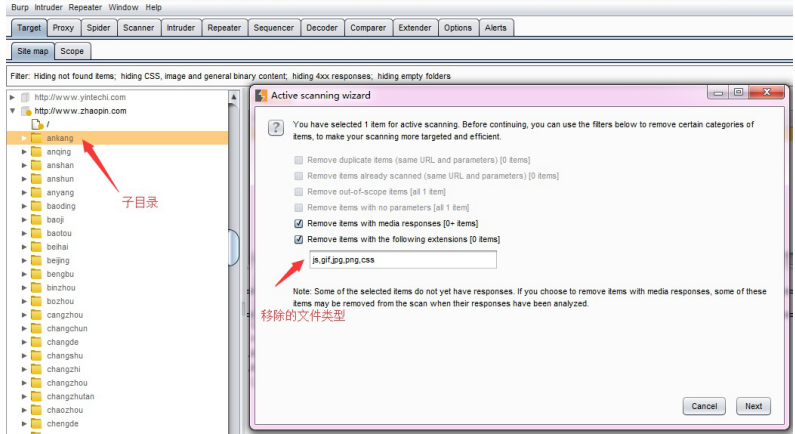 Burp Intruder Repeater Window Help
Target Proxy Spider Scanner Intruder Repeater Sequencer Decoder Comparer Extender Options Alerts
Site map Scope
Filter: Hiding not found items; hiding CSS, image and general binary content; hiding 4xx responses; hiding empty folders
http://www.yintechi.com
http://www.zhaopin.com
/
ankang
anqing
anshan
anshun
anyang
baoding
baoji
baotou
beihai
beijing
bengbu
binzhou
bozhou
cangzhou
changchun
changde
changshu
changzhi
changzhou
changzhutan
chaozhou
chengde
子目录
Active scanning wizard
You have selected 1 item for active scanning. Before continuing, you can use the filters below to remove certain categories of
items, to make your scanning more targeted and efficient.
Remove duplicate items (same URL and parameters) [0 items]
Remove items already scanned (same URL and parameters) [0 items]
Remove out-of-scope items [all 1 item]
Remove items with no parameters [all 1 item]
Remove items with media responses [0+ items]
Remove items with the following extensions [0 items]
js,gif,jpg,png,css
Note: Some of the selected items do not yet have responses. If you choose to remove items with media responses, some of these
items may be removed from the scan when their responses have been analyzed.
移除的文件类型
Cancel Next